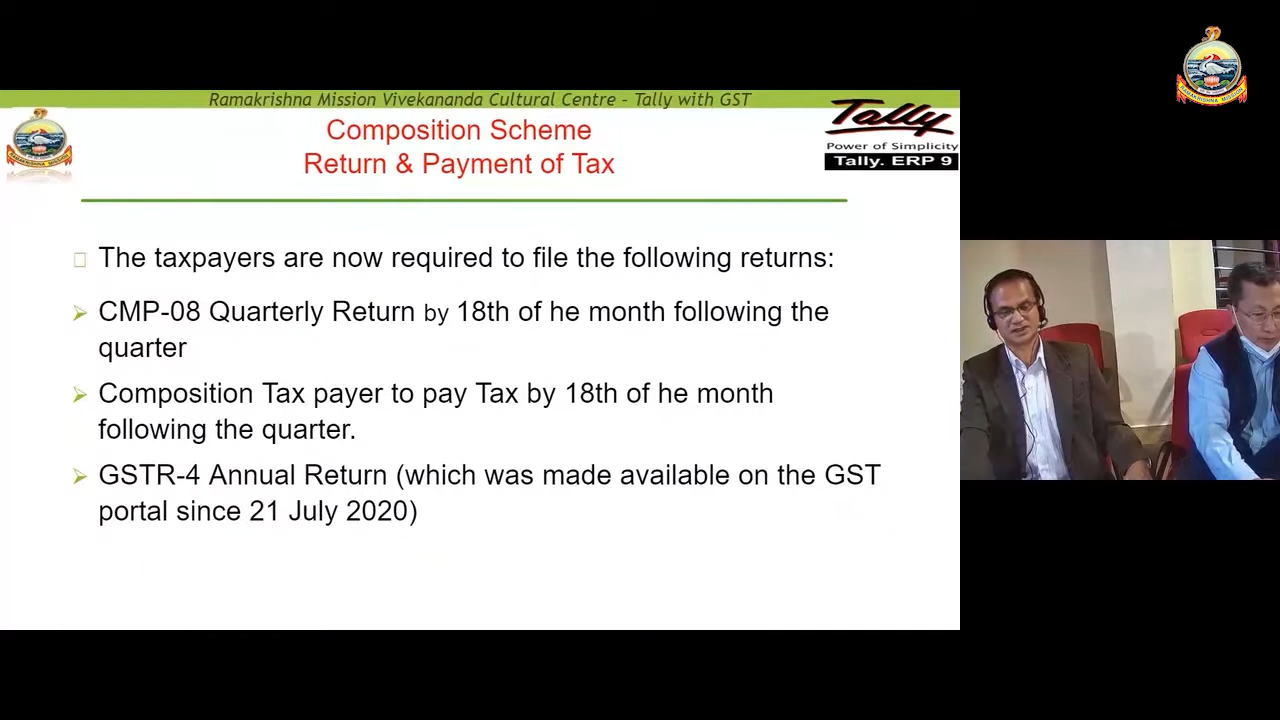 Ramakrishna Mission Vivekananda Cultural Centre - Tally with GST
Composition Scheme
Return & Payment of Tax
Tally
Power of Simplicity
Tally. ERP 9
The taxpayers are now required to file the following returns:
CMP-08 Quarterly Return by 18th of he month following the
quarter
Composition Tax payer to pay Tax by 18th of he month
following the quarter.
GSTR-4 Annual Return (which was made available on the GST
portal since 21 July 2020)
RAMAKRISHNA MISSION